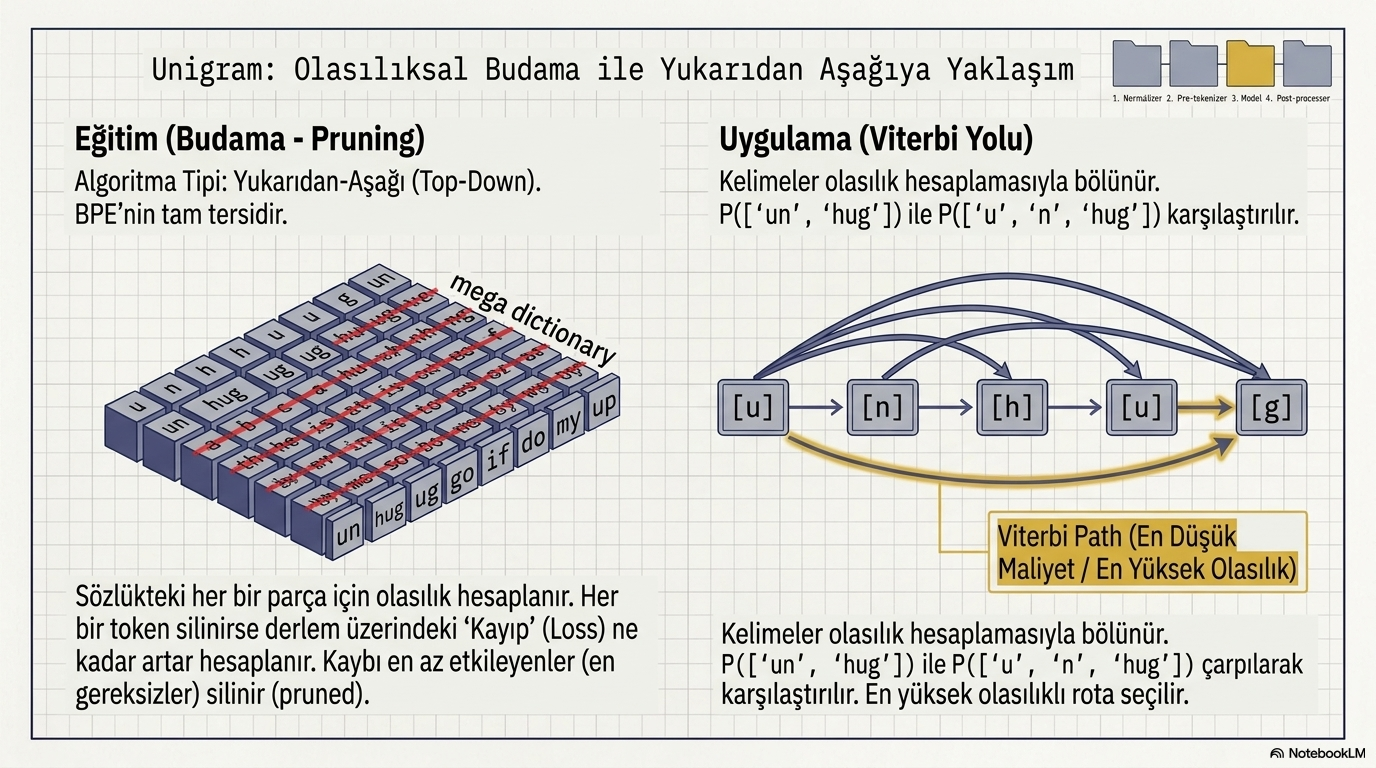 Unigram: Olasılıksal Budama ile Yukarıdan Aşağıya Yaklaşım
1. Nermálizer 2. Pre-tekenizer 3. Model 4. Post-processer
Eğitim (Budama - Pruning)
Algoritma Tipi: Yukarıdan-Aşağı (Top-Down).
BPE'nin tam tersidir.
mega dictionary
u n h h u u g un
un hug ug ug
un hug ug go if do my up
Sözlükteki her bir parça için olasılık hesaplanır. Her
bir token silinirse derlem üzerindeki ‘Kayıp’ (Loss) ne
kadar artar hesaplanır. Kaybı en az etkileyenler (en
gereksizler) silinir (pruned).
Uygulama (Viterbi Yolu)
Kelimeler olasılık hesaplamasıyla bölünür.
P([‘un’, ‘hug’]) ile P([‘u’, ‘n’, ‘hug’]) karşılaştırılır.
[u] [n] [h] [u] [g]
Viterbi Path (En Düşük
Maliyet / En Yüksek Olasılık)
Kelimeler olasılık hesaplamasıyla bölünür.
P([‘un’, ‘hug’]) ile P([‘u’, ‘n’, ‘hug’]) çarpılarak
karşılaştırılır. En yüksek olasılıklı rota seçilir.
NotebookLM